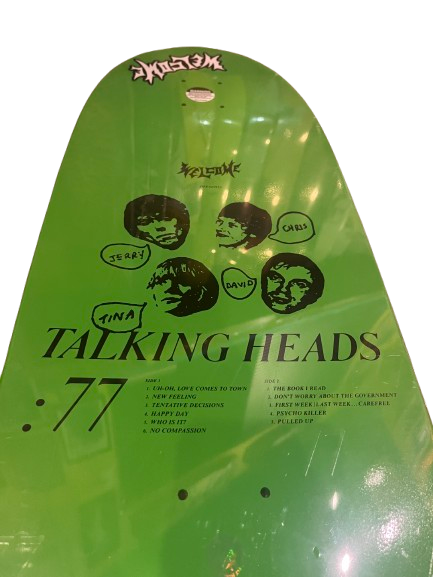 WELCOME
WELCOME
JERRY
CHRIS
TINA
DAVID
TALKING HEADS
:77
SIDE 1
1. UH-OH, LOVE COMES TO TOWN
2. NEW FEELING
3. TENTATIVE DECISIONS
4. HAPPY DAY
5. WHO IS IT?
6. NO COMPASSION
SIDE 2
1. THE BOOK I READ
2. DON'T WORRY ABOUT THE GOVERNMENT
3. FIRST WEEK/LAST WEEK...CAREFREE
4. PSYCHO KILLER
5. PULLED UP